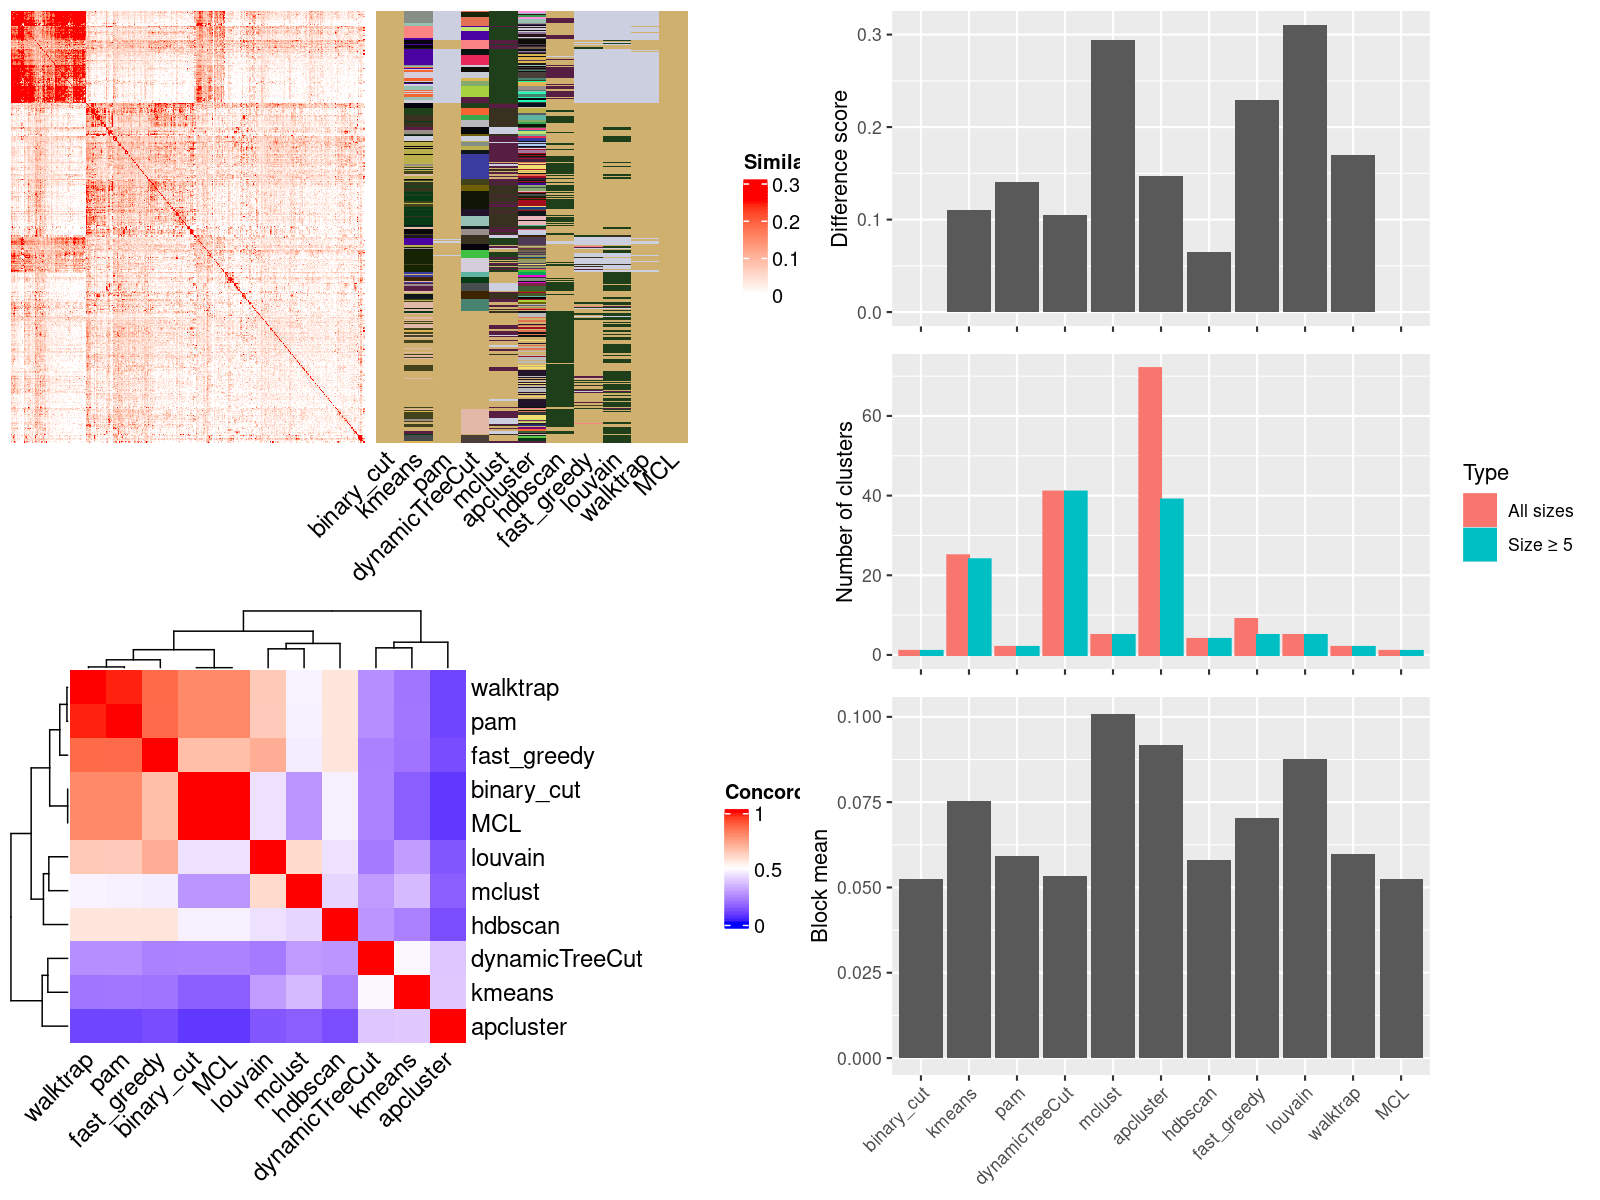 Simila
0.3
0.2
0.1
0
binary_cut
kmeans
pam
dynamicTreeCut
mclust
apcluster
hdbscan
fast_greedy
louvain
walktrap
MCL
walktrap
pam
fast_greedy
binary_cut
MCL
louvain
mclust
hdbscan
dynamicTreeCut
kmeans
apcluster
Concord
1
0.5
0
walktrap
pam
fast_greedy
binary_cut
MCL
louvain
mclust
hdbscan
dynamicTreeCut
kmeans
apcluster
Difference score
0.3
0.2
0.1
0.0
Number of clusters
60
40
20
0
Type
All sizes
Size ≥ 5
Block mean
0.100
0.075
0.050
0.025
0.000
binary_cut
kmeans
pam
dynamicTreeCut
mclust
apcluster
hdbscan
fast_greedy
louvain
walktrap
MCL